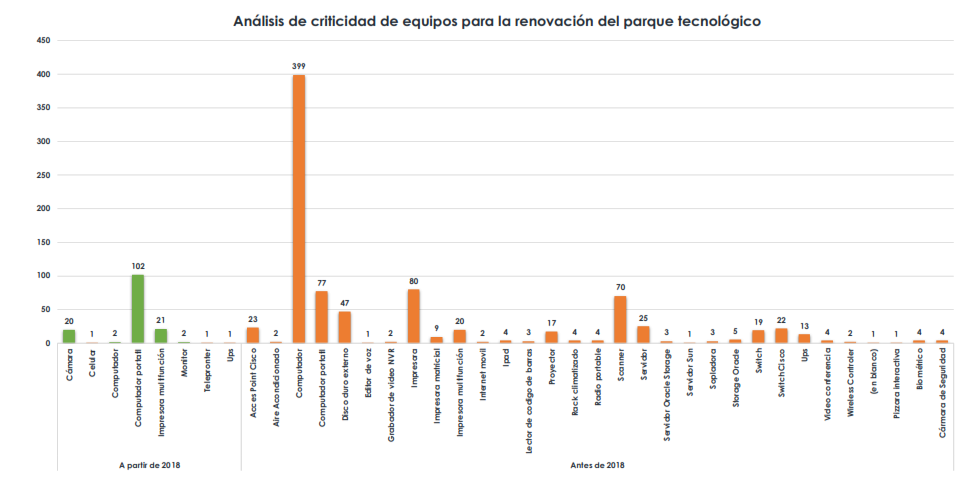 Análisis de criticidad de equipos para la renovación del parque tecnológico
450
400
350
300
250
200
150
100
50
0
20
1
2
102
21
2
1
1
23
2
399
77
47
1
2
80
9
20
2
4
3
17
4
4
70
25
3
1
3
5
19
22
13
4
2
1
1
4
4
Cámara
Celular
Computador
Computador portatil
Impresora multifunción
Monitor
Telepronter
Ups
Acces Point Cisco
Aire Acondicionado
Computador
Computador portatil
Disco duro externo
Editor de voz
Grabador de video NVR
Impresora
Impresora matricial
Impresora multifunción
Internet movil
Ipad
Lector de codigo de barras
Proyector
Rack climatizado
Radio portable
Scanner
Servidor
Servidor Oracle Storage
Servidor Sun
Sopladora
Storage Oracle
Switch
Switch Cisco
Ups
Video conferencia
Wireless Controler
(en blanco)
Pizzara interactiva
Biométrico
Cármara de Seguridad
A partir de 2018
Antes de 2018